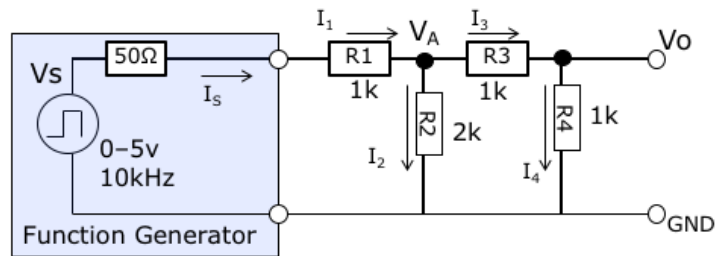 I1
I3
VA
Vo
50Ω
R1
R3
Vs
IS
1k
1k
R2
2k
R4
1k
0–5v
10kHz
I2
I4
GND
Function Generator